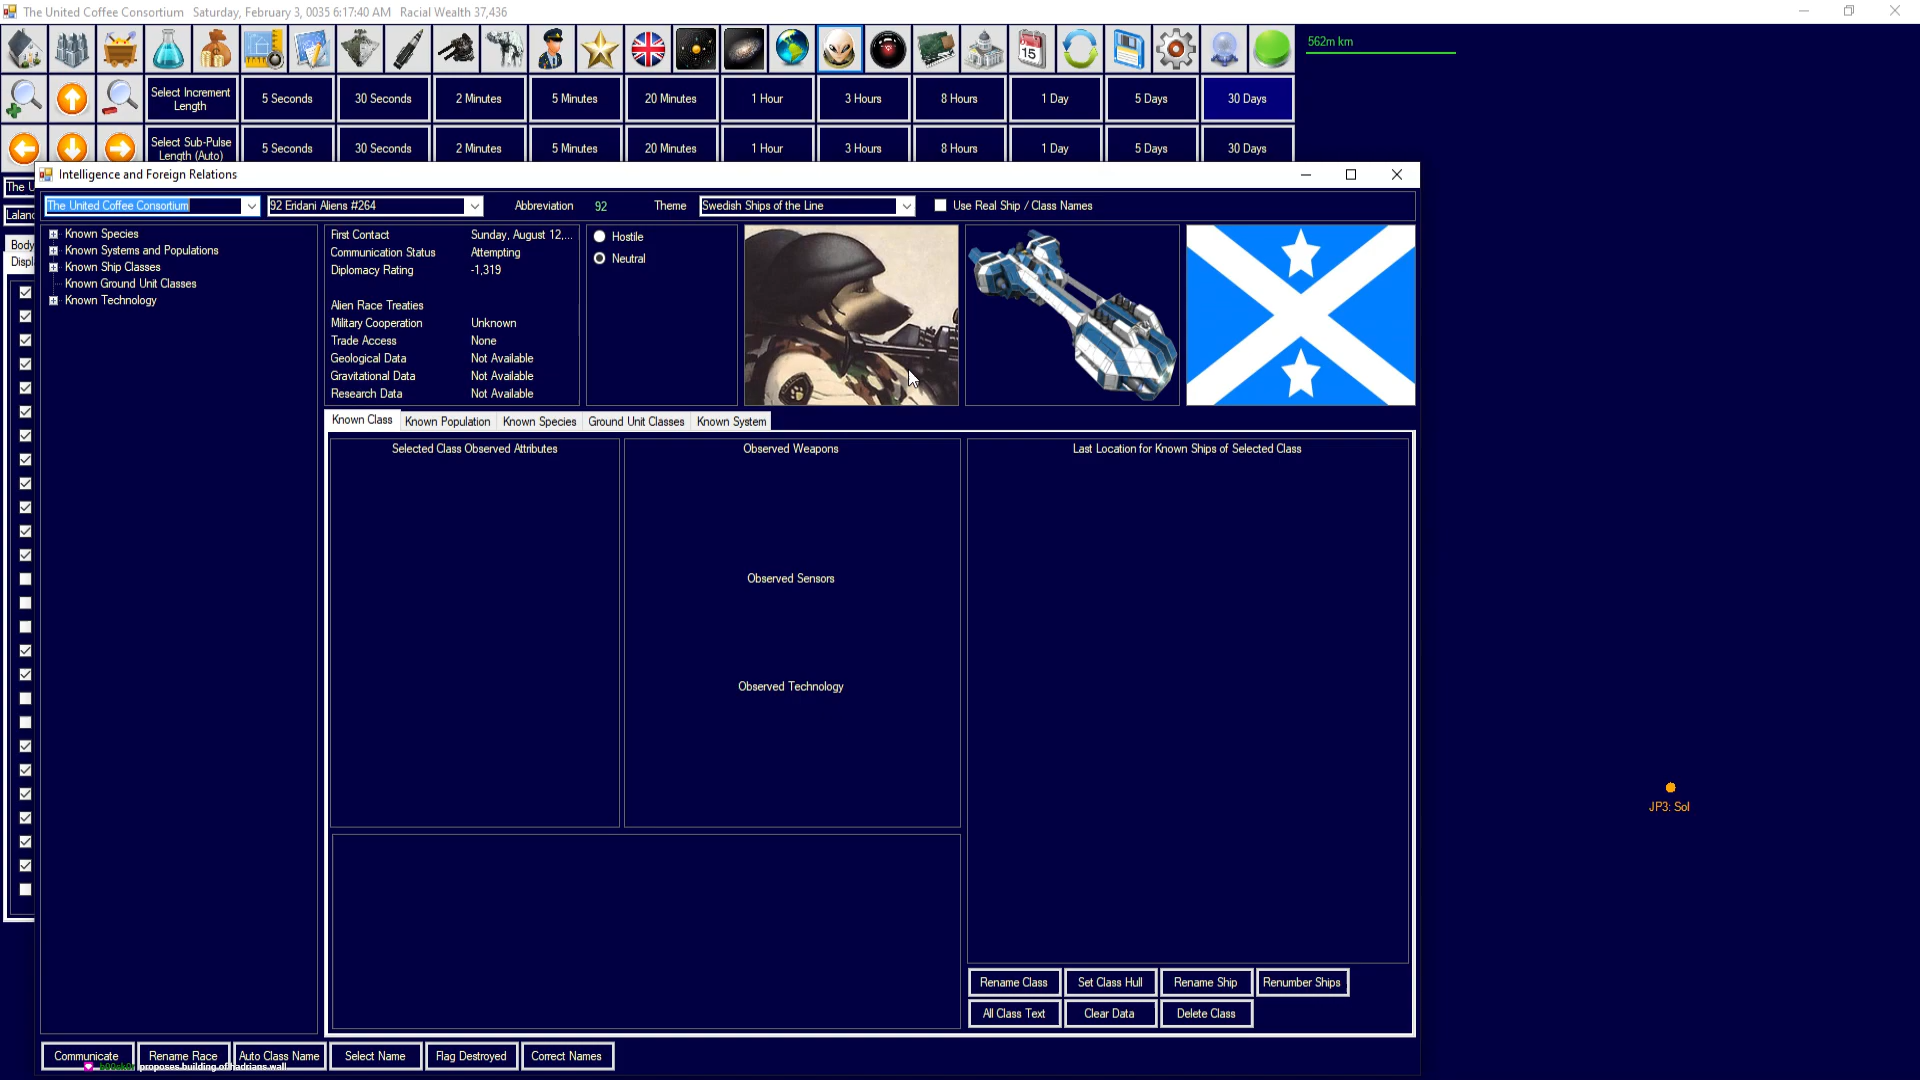 The United Coffee Consortium   Saturday, February 3, 0035 6:17:40 AM   Racial Wealth 37,436
562m km
Select Increment Length
5 Seconds
30 Seconds
2 Minutes
5 Minutes
20 Minutes
1 Hour
3 Hours
8 Hours
1 Day
5 Days
30 Days
Select Sub-Pulse Length (Auto)
5 Seconds
30 Seconds
2 Minutes
5 Minutes
20 Minutes
1 Hour
3 Hours
8 Hours
1 Day
5 Days
30 Days
15
The U
Laland
Body
Displ
Intelligence and Foreign Relations
The United Coffee Consortium
92 Eridani Aliens #264
Abbreviation 92
Theme Swedish Ships of the Line
Use Real Ship / Class Names
Known Species
Known Systems and Populations
Known Ship Classes
Known Ground Unit Classes
Known Technology
First Contact Sunday, August 12,...
Communication Status Attempting
Diplomacy Rating -1,319
Alien Race Treaties
Military Cooperation Unknown
Trade Access None
Geological Data Not Available
Gravitational Data Not Available
Research Data Not Available
Hostile
Neutral
Known Class
Known Population
Known Species
Ground Unit Classes
Known System
Selected Class Observed Attributes
Observed Weapons
Observed Sensors
Observed Technology
Last Location for Known Ships of Selected Class
Rename Class
Set Class Hull
Rename Ship
Renumber Ships
All Class Text
Clear Data
Delete Class
Communicate
Rename Race
Auto Class Name
Select Name
Flag Destroyed
Correct Names
proposes building of hadrians wall
JP3: Sol